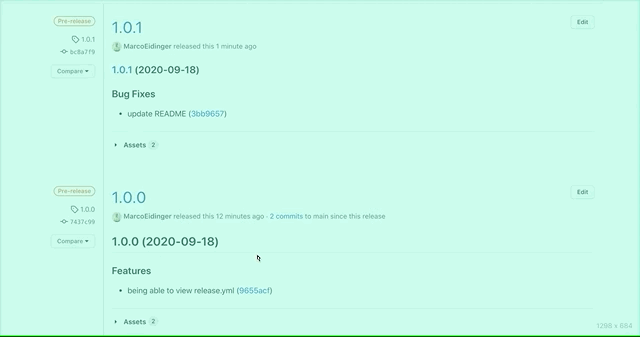 Pre-release
1.0.1
Edit
1.0.1
MarcoEidinger released this 1 minute ago
bc8a7f9
Compare
1.0.1 (2020-09-18)
Bug Fixes
update README (3bb9657)
Assets 2
Pre-release
1.0.0
Edit
1.0.0
MarcoEidinger released this 12 minutes ago · 2 commits to main since this release
7437c99
Compare
1.0.0 (2020-09-18)
Features
being able to view release.yml (9655acf)
Assets 2
1298 x 684